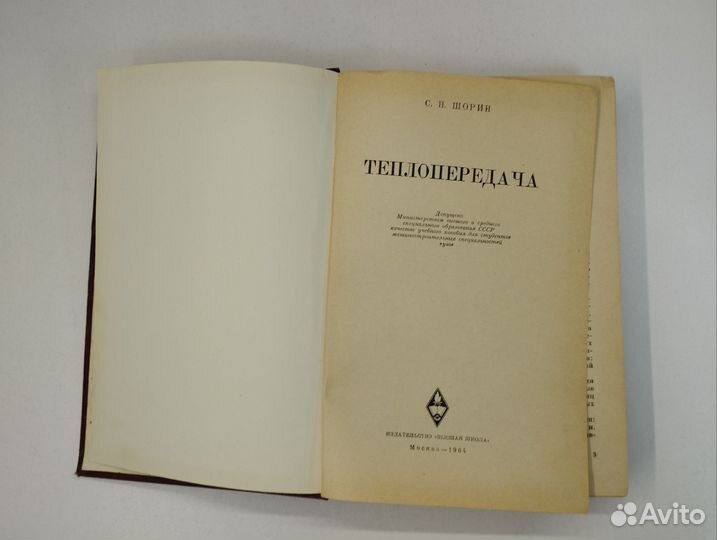 С. Н. ШОРИН
ТЕПЛОПЕРЕДАЧА
Допущено
Министерством высшего и среднего
специального образования СССР
качестве учебного пособия для студентов
машиностроительных специальностей
вузов
ИЗДАТЕЛЬСТВО «ВЫСШАЯ ШКОЛА»
Москва—1964
Avito